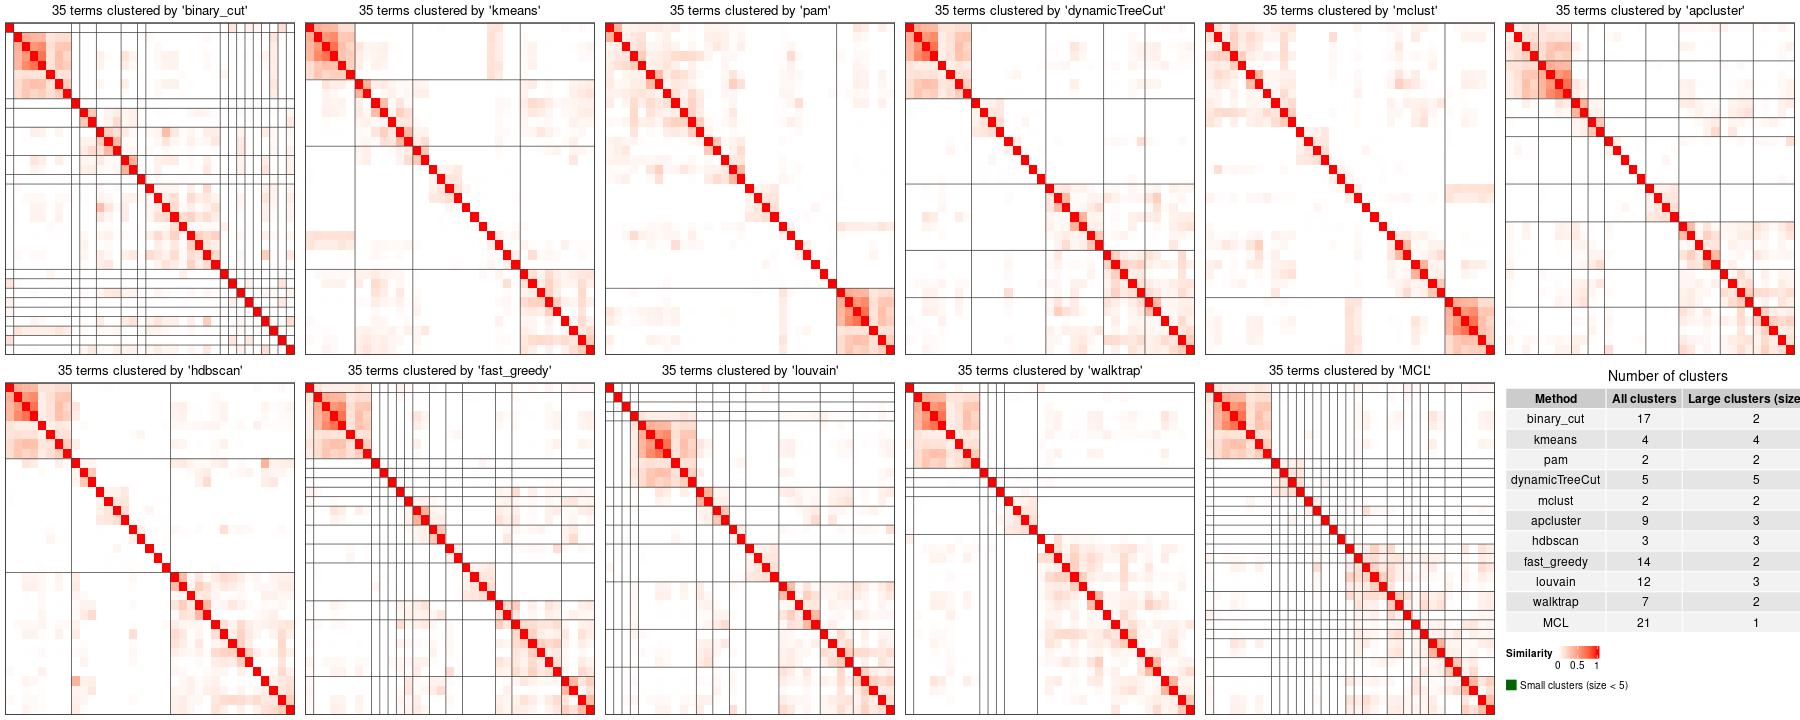 35 terms clustered by 'binary_cut'
35 terms clustered by 'kmeans'
35 terms clustered by 'pam'
35 terms clustered by 'dynamicTreeCut'
35 terms clustered by 'mclust'
35 terms clustered by 'apcluster'
35 terms clustered by 'hdbscan'
35 terms clustered by 'fast_greedy'
35 terms clustered by 'louvain'
35 terms clustered by 'walktrap'
35 terms clustered by 'MCL'
Number of clusters
Method All clusters Large clusters (size
binary_cut 17 2
kmeans 4 4
pam 2 2
dynamicTreeCut 5 5
mclust 2 2
apcluster 9 3
hdbscan 3 3
fast_greedy 14 2
louvain 12 3
walktrap 7 2
MCL 21 1
Similarity
0 0.5 1
Small clusters (size < 5)